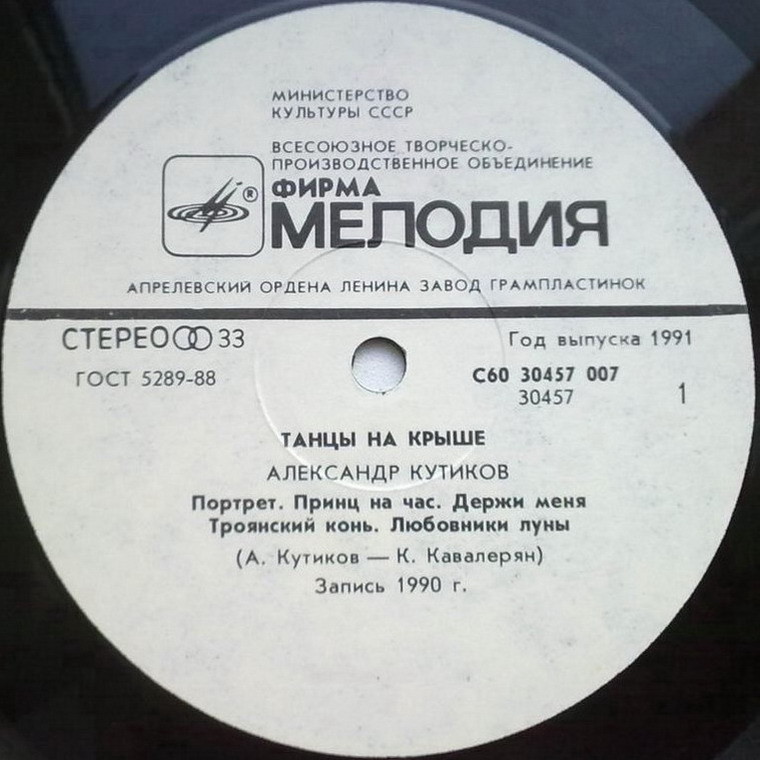 МИНИСТЕРСТВО
КУЛЬТУРЫ СССР
ВСЕСОЮЗНОЕ ТВОРЧЕСКО-
ПРОИЗВОДСТВЕННОЕ ОБЪЕДИНЕНИЕ
®
ФИРМА
МЕЛОДИЯ
АПРЕЛЕВСКИЙ ОРДЕНА ЛЕНИНА ЗАВОД ГРАМПЛАСТИНОК
СТЕРЕО 33
Год выпуска 1991
ГОСТ 5289-88
С60 30457 007
30457
1
ТАНЦЫ НА КРЫШЕ
АЛЕКСАНДР КУТИКОВ
Портрет. Принц на час. Держи меня
Троянский конь. Любовники луны
(А. Кутиков — К. Кавалерян)
Запись 1990 г.